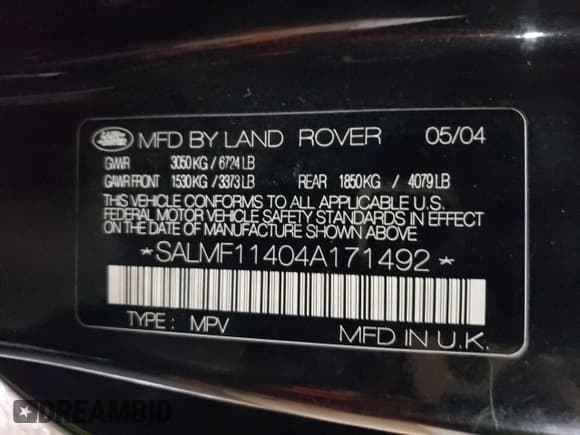 LAND ROVER MFD BY LAND ROVER 05/04
GVWR 3050 KG / 6724 LB
GAWR FRONT 1530 KG / 3373 LB REAR 1850 KG / 4079 LB
THIS VEHICLE CONFORMS TO ALL APPLICABLE U.S.
FEDERAL MOTOR VEHICLE SAFETY STANDARDS IN EFFECT
ON THE DATE OF MANUFACTURE SHOWN ABOVE
*SALMF11404A171492*
TYPE: MPV MFD IN U.K.
DREAMBID